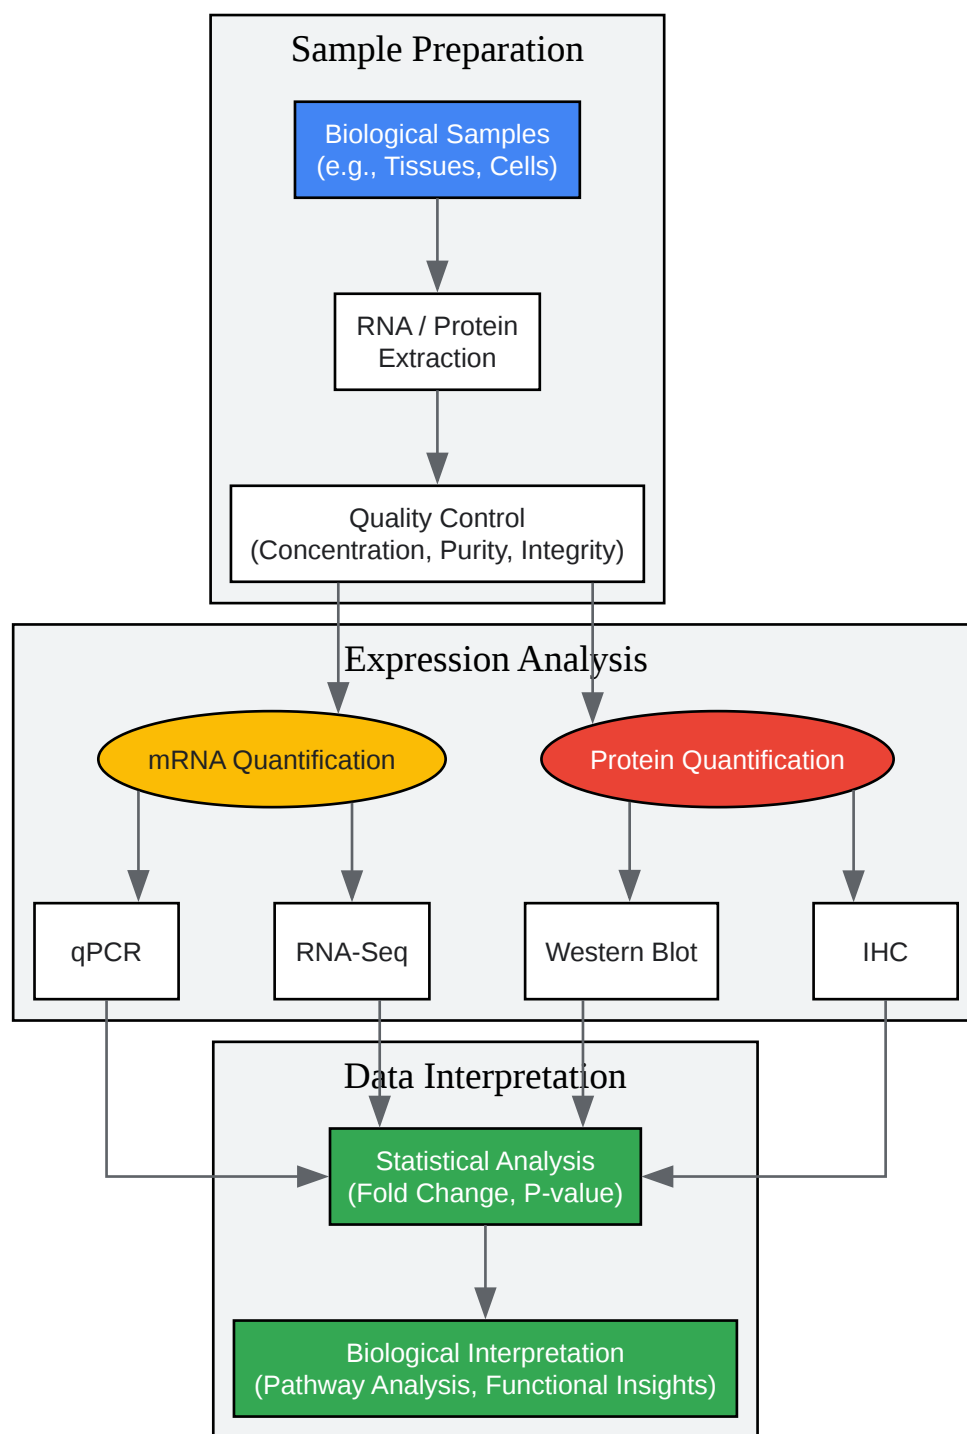 Sample Preparation
Biological Samples
(e.g., Tissues, Cells)
RNA / Protein
Extraction
Quality Control
(Concentration, Purity, Integrity)
Expression Analysis
mRNA Quantification
Protein Quantification
qPCR
RNA-Seq
Western Blot
IHC
Data Interpretation
Statistical Analysis
(Fold Change, P-value)
Biological Interpretation
(Pathway Analysis, Functional Insights)